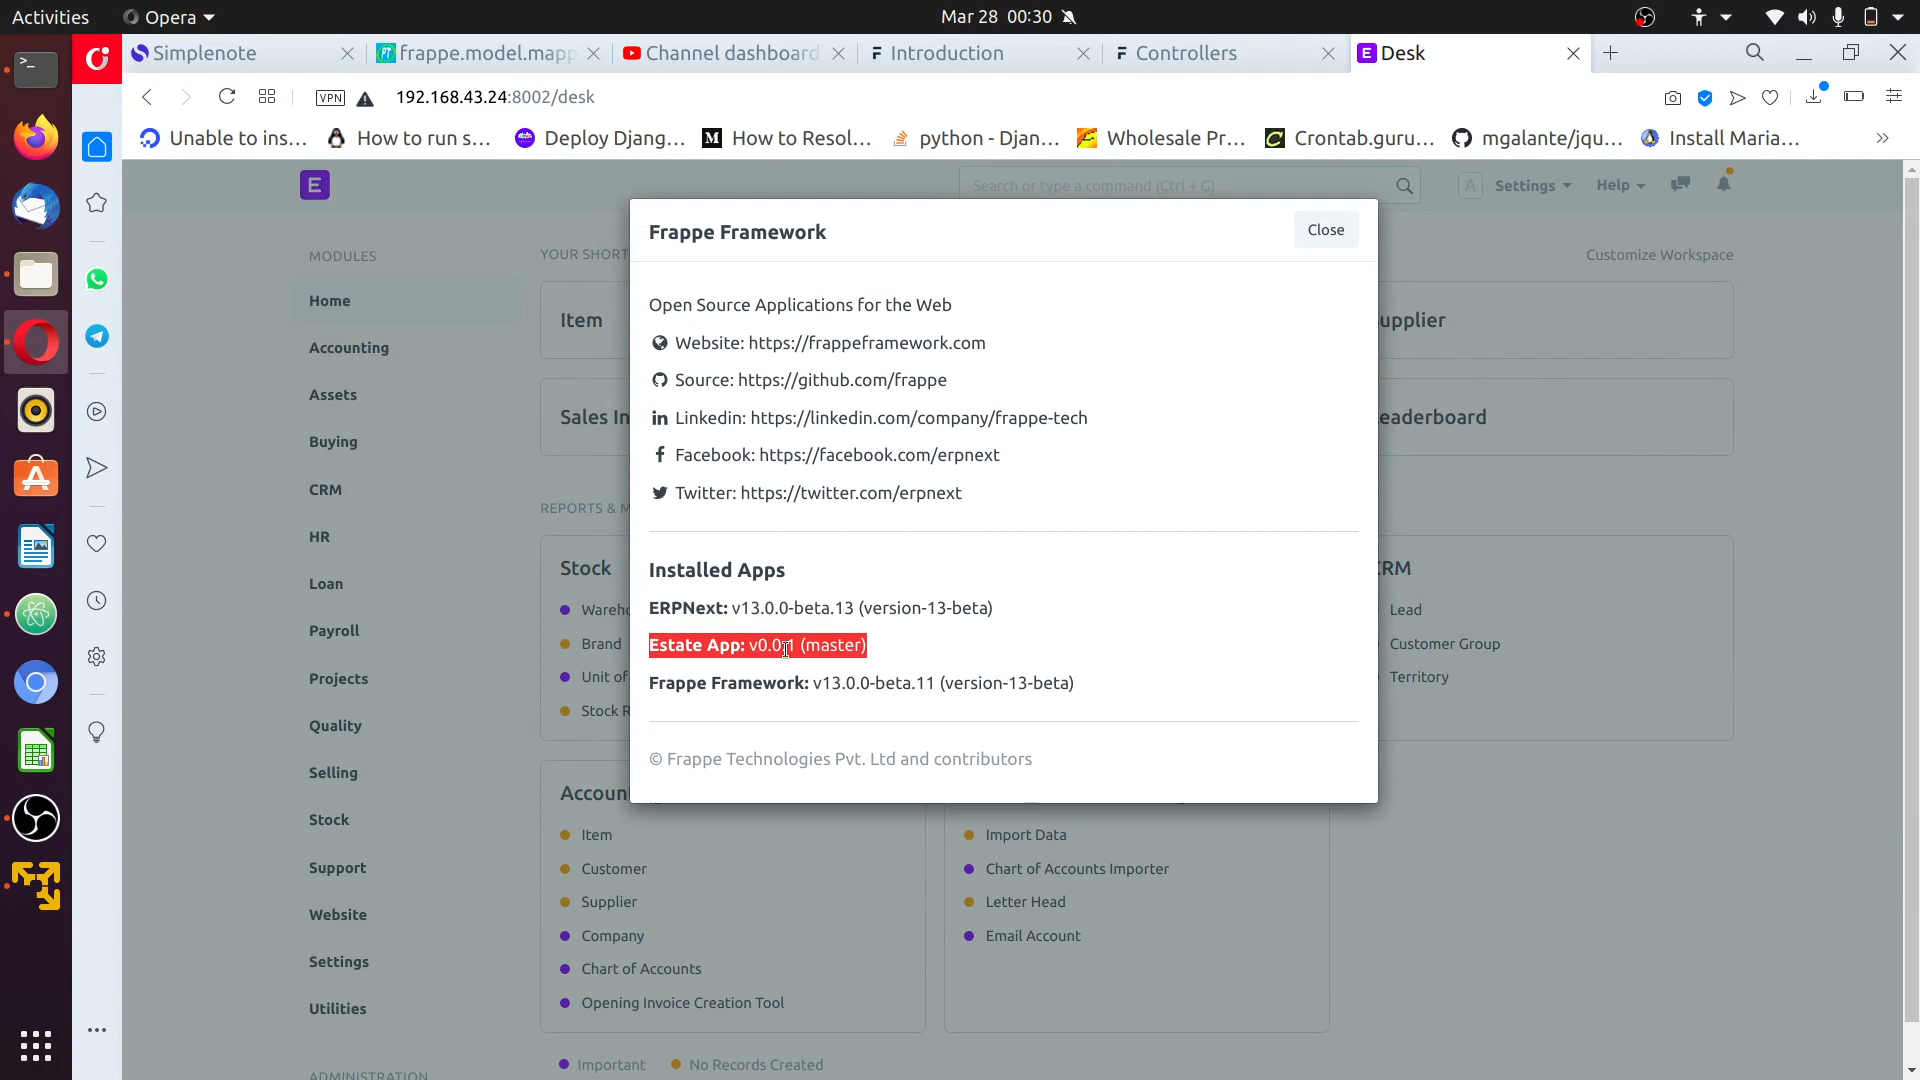 Activities
Opera
Mar 28 00:30
Simplenote
frappe.model.mapp
Channel dashboard
Introduction
Controllers
E Desk
VPN
192.168.43.24:8002/desk
Unable to ins...
How to run s...
Deploy Djang...
How to Resol...
python - Djan...
Wholesale Pr...
Crontab.guru...
mgalante/jqu...
Install Maria...
E
Search or type a command (Ctrl + G)
A
Settings
Help
MODULES
Home
Accounting
Assets
Buying
CRM
HR
Loan
Payroll
Projects
Quality
Selling
Stock
Support
Website
Settings
Utilities
ADMINISTRATION
YOUR SHORT
Customize Workspace
Item
upplier
Sales In
eaderboard
REPORTS & M
Stock
Wareho
Brand
Unit of
Stock R
CRM
Lead
Customer Group
Territory
Frappe Framework
Close
Open Source Applications for the Web
Website: https://frappeframework.com
Source: https://github.com/frappe
Linkedin: https://linkedin.com/company/frappe-tech
Facebook: https://facebook.com/erpnext
Twitter: https://twitter.com/erpnext
Installed Apps
ERPNext: v13.0.0-beta.13 (version-13-beta)
Estate App: v0.0.1 (master)
Frappe Framework: v13.0.0-beta.11 (version-13-beta)
© Frappe Technologies Pvt. Ltd and contributors
Accoun
Item
Customer
Supplier
Company
Chart of Accounts
Opening Invoice Creation Tool
Import Data
Chart of Accounts Importer
Letter Head
Email Account
Important
No Records Created